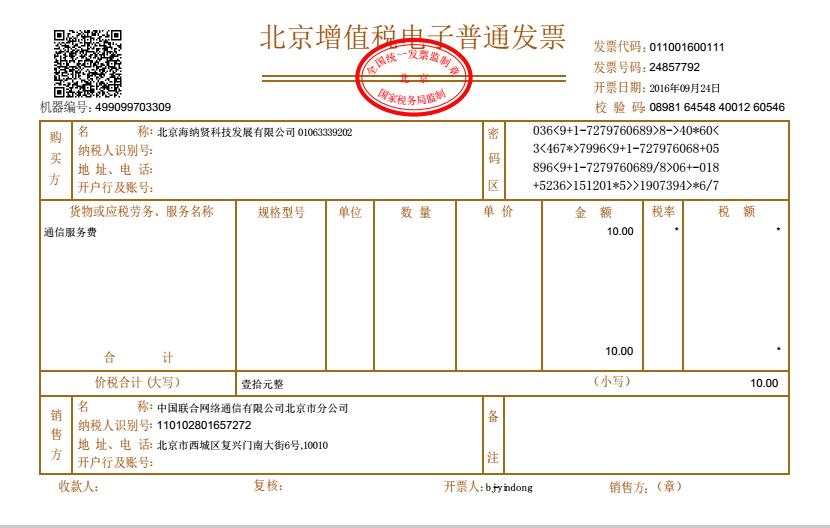 北京增值税电子普通发票
全国统一发票监制章
北京
国家税务局监制
发票代码: 011001600111
发票号码: 24857792
开票日期: 2016年09月24日
校 验 码: 08981 64548 40012 60546
机器编号: 499099703309
购买方
名 称: 北京海纳贤科技发展有限公司 01063339202
纳税人识别号:
地 址、电 话:
开户行及账号:
密码区
036<9+1-7279760689>8->40*60<
3<467*>7996<9+1-727976068+05
896<9+1-7279760689/8>06+-018
+5236>151201*5>>1907394>*6/7
货物或应税劳务、服务名称 规格型号 单位 数 量 单 价 金 额 税率 税 额
通信服务费 10.00 * *
合 计 10.00 *
价税合计 (大写) 壹拾元整 (小写) 10.00
销售方
名 称: 中国联合网络通信有限公司北京市分公司
纳税人识别号: 110102801657272
地 址、电 话: 北京市西城区复兴门南大街6号,10010
开户行及账号:
备注
收款人: 复核: 开票人: bj-yindong 销售方: (章)